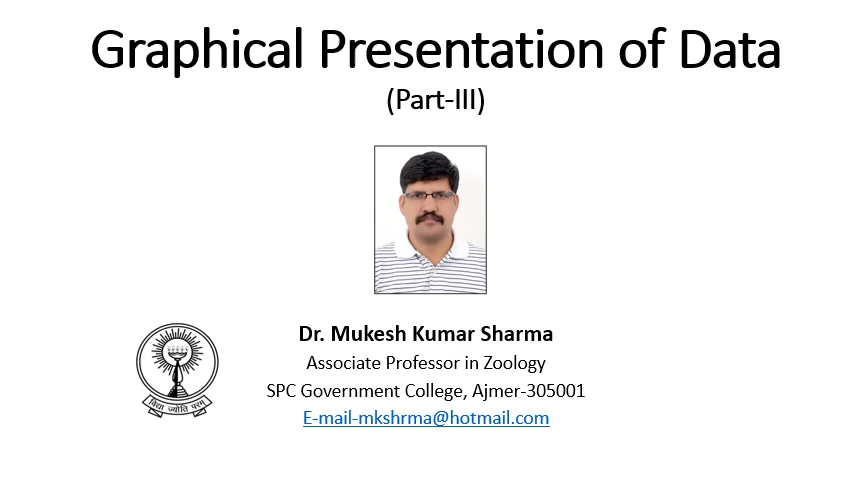 Graphical Presentation of Data
(Part-III)
Dr. Mukesh Kumar Sharma
Associate Professor in Zoology
SPC Government College, Ajmer-305001
E-mail-mkshrma@hotmail.com
विद्या ज्योति परम्